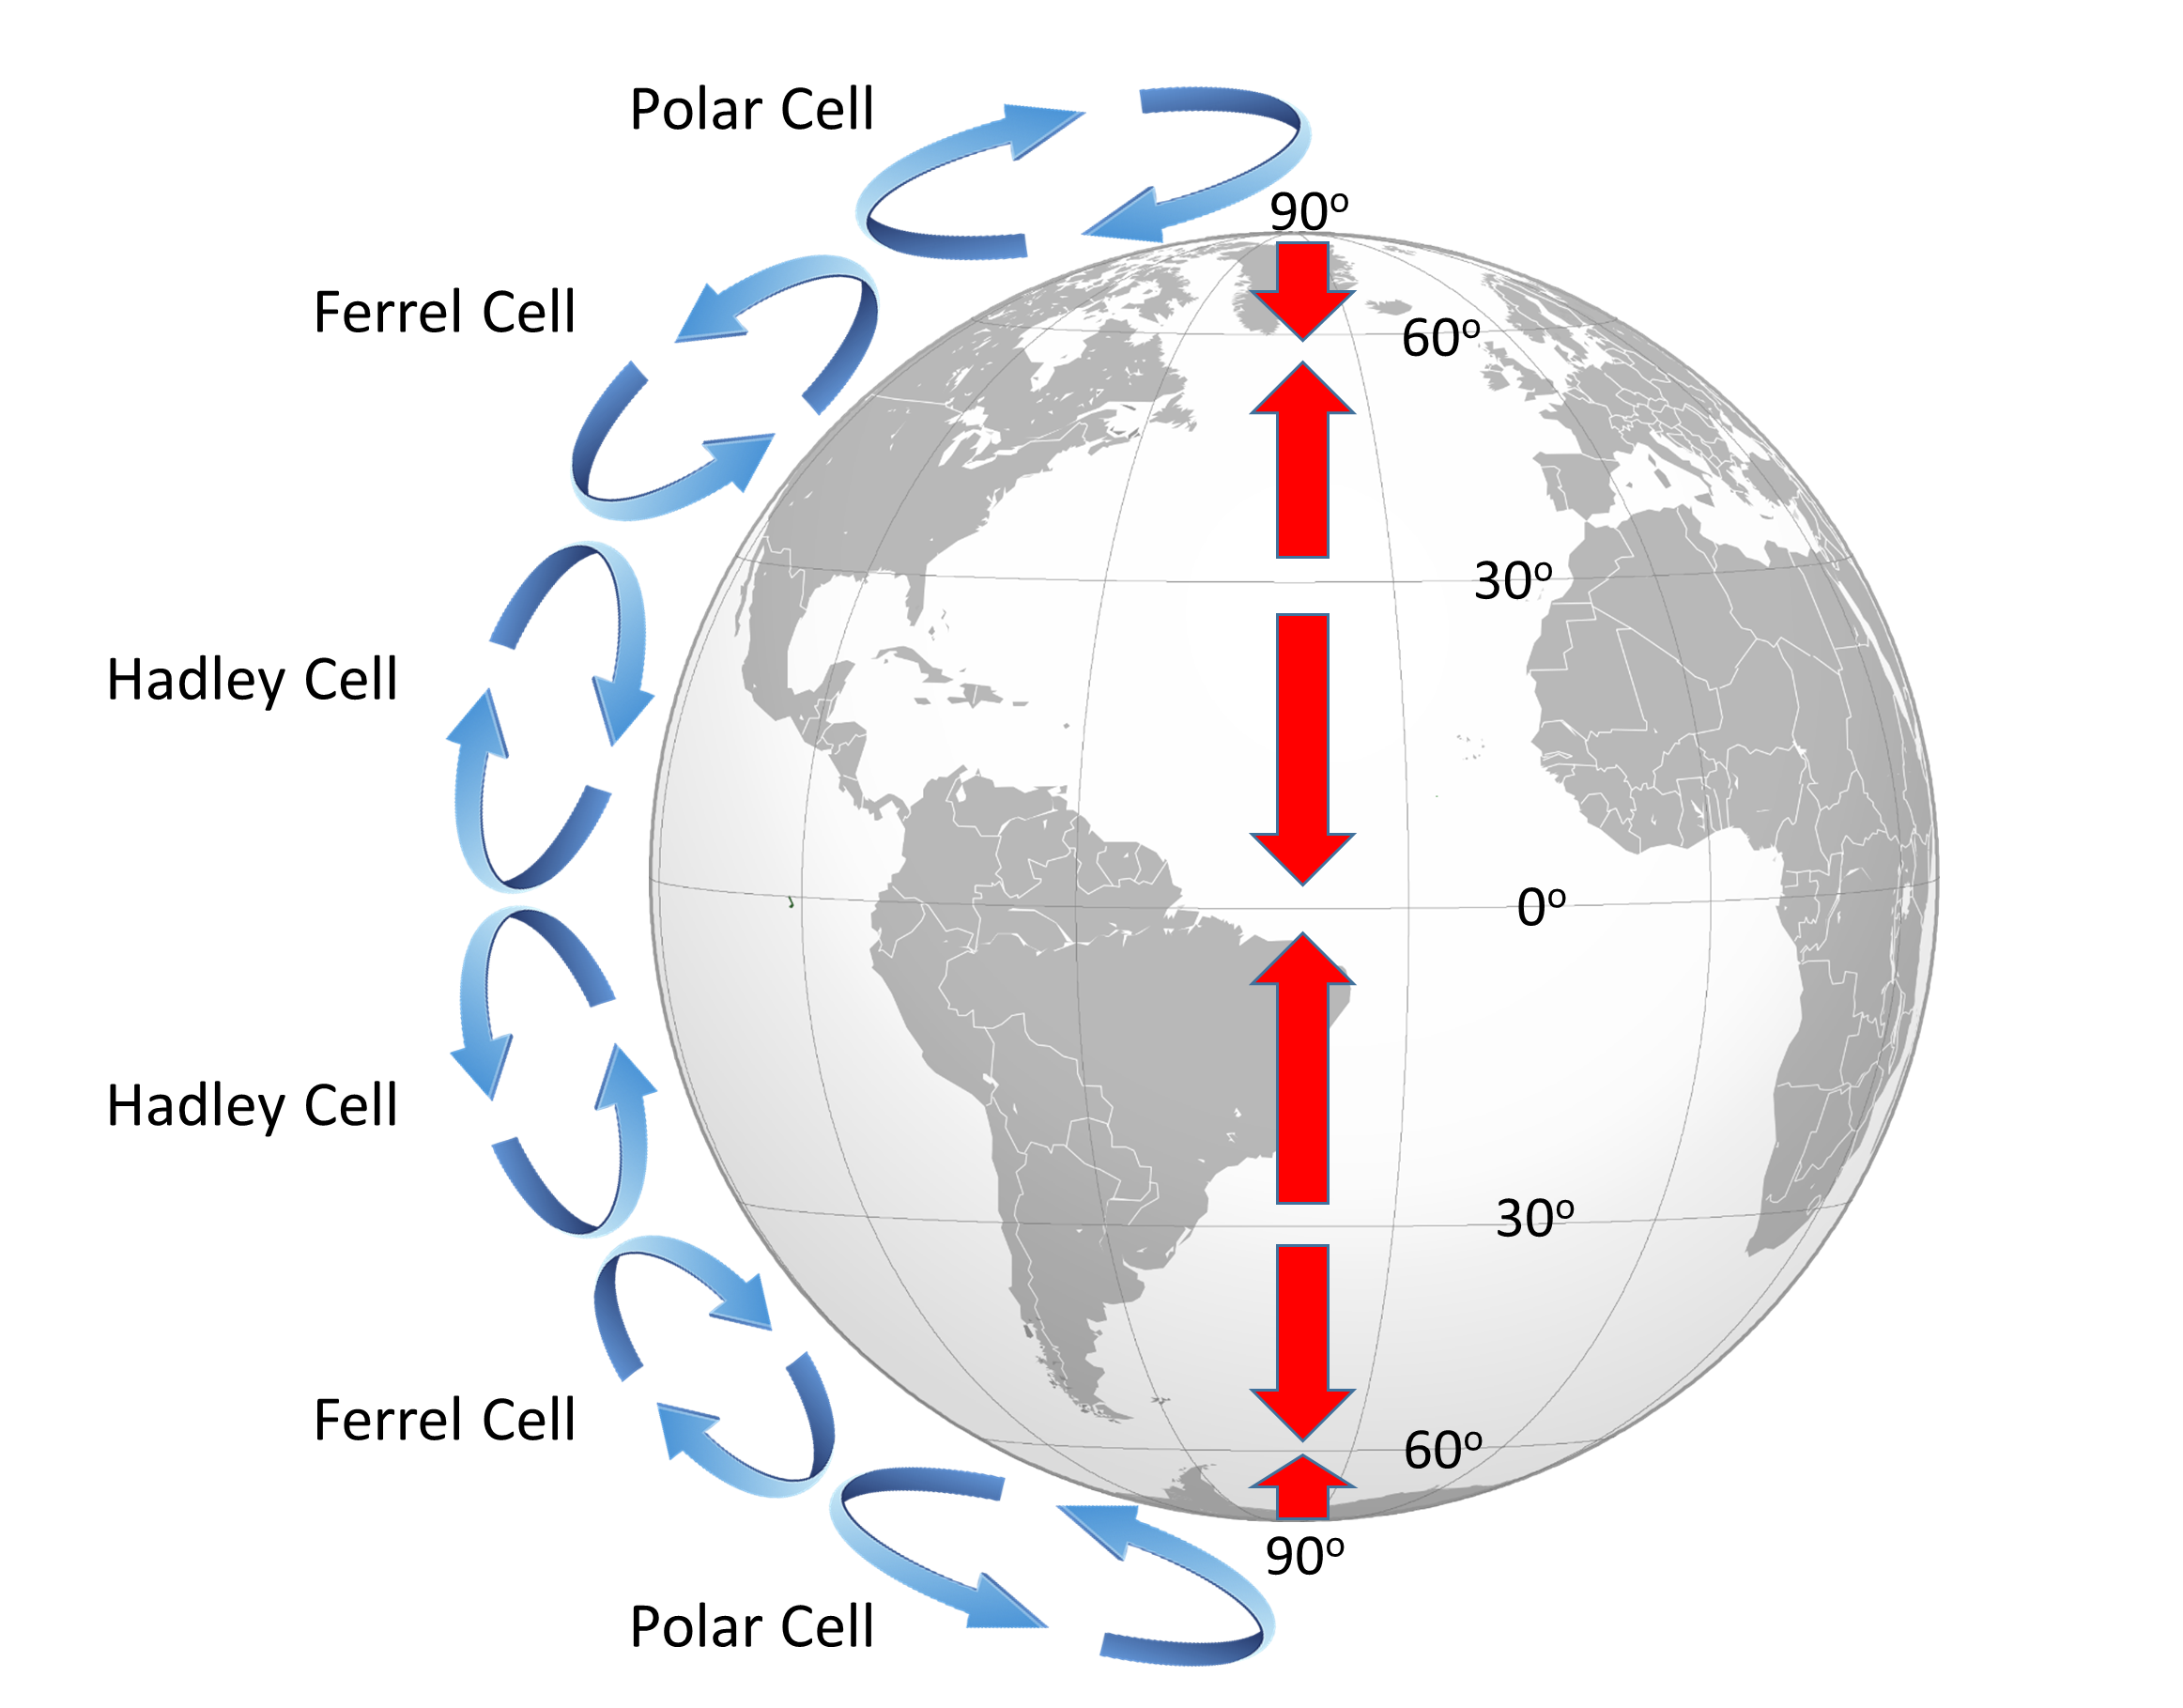 Polar Cell
90º
Ferrel Cell
60º
30º
Hadley Cell
0º
Hadley Cell
30º
Ferrel Cell
60º
90º
Polar Cell